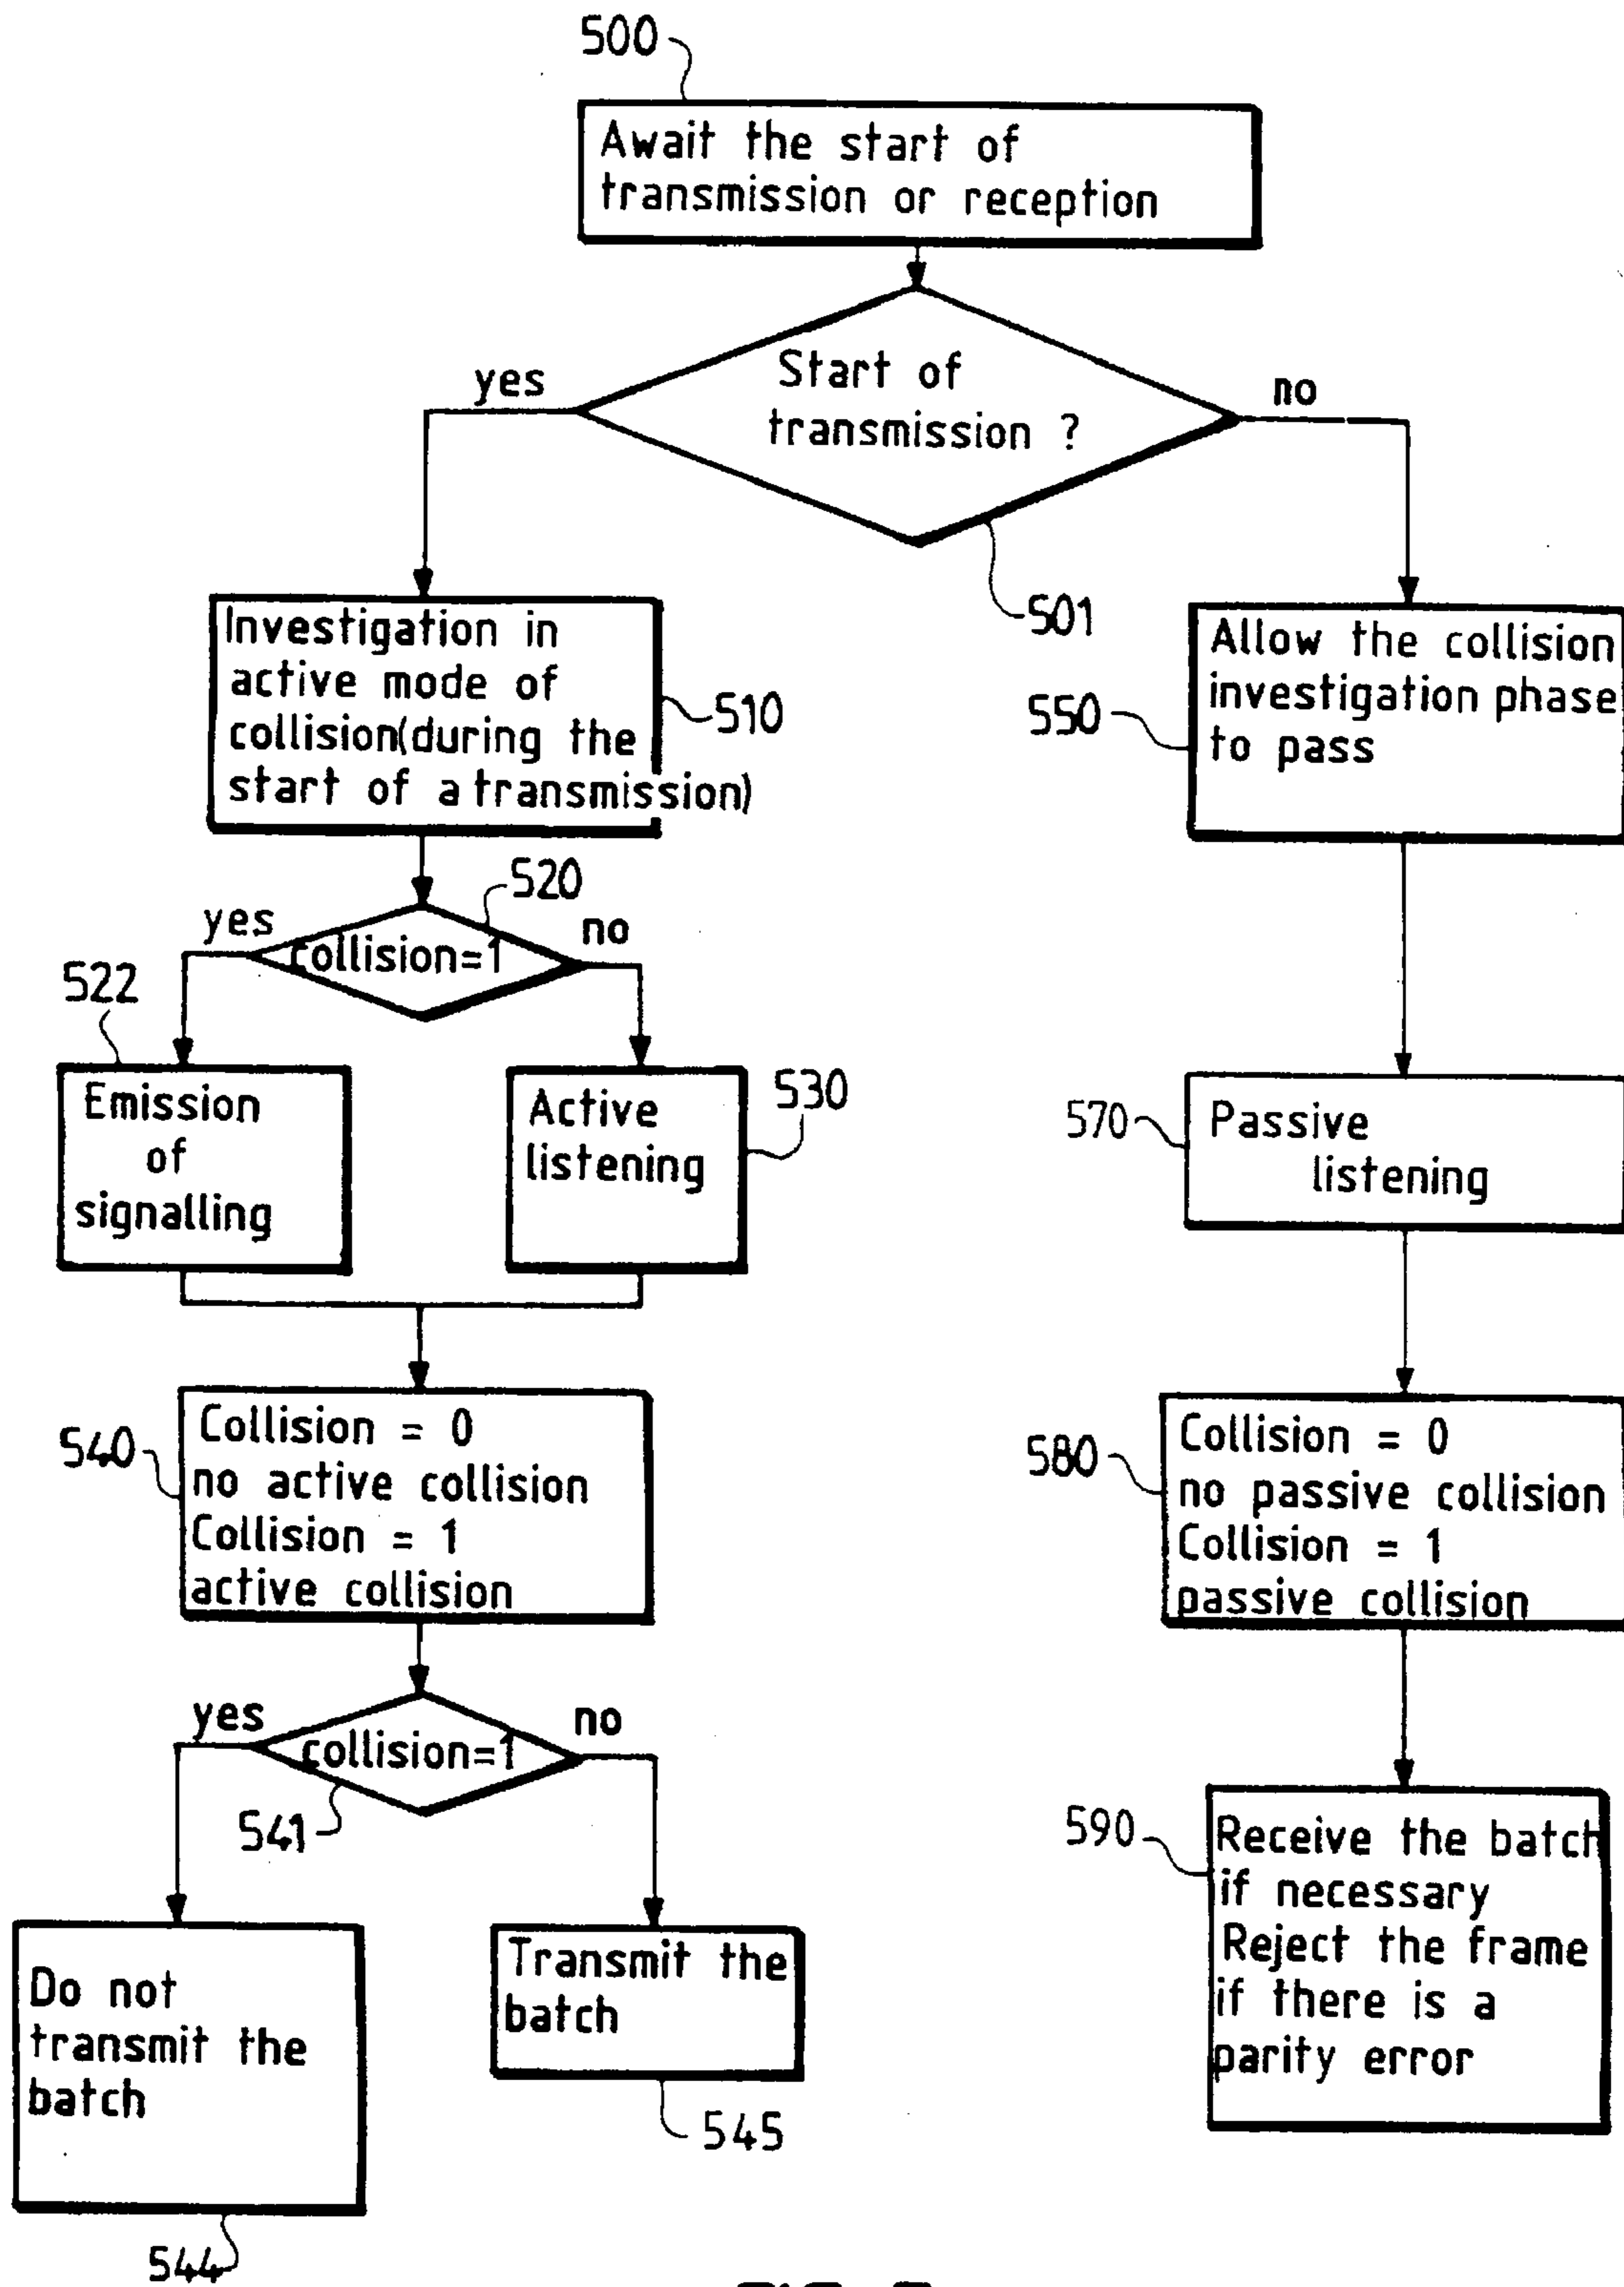 500
Await the start of
transmission or reception
Start of
transmission ?
yes
no
501
Investigation in
active mode of
collision(during the
start of a transmission)
510
Allow the collision
investigation phase
to pass
550
520
collision=1
yes
no
522
Emission
of
signalling
Active
listening
530
570
Passive
listening
540
Collision = 0
no active collision
Collision = 1
active collision
580
Collision = 0
no passive collision
Collision = 1
passive collision
yes
collision=1
no
541
Do not
transmit the
batch
544
Transmit the
batch
545
590
Receive the batch
if necessary
Reject the frame
if there is a
parity error